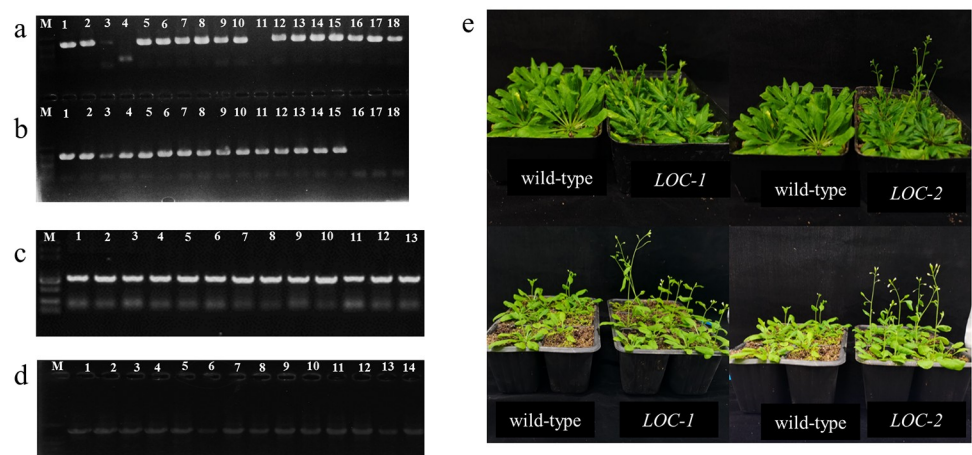 a
M 1 2 3 4 5 6 7 8 9 10 11 12 13 14 15 16 17 18
b
M 1 2 3 4 5 6 7 8 9 10 11 12 13 14 15 16 17 18
c
M 1 2 3 4 5 6 7 8 9 10 11 12 13
d
M 1 2 3 4 5 6 7 8 9 10 11 12 13 14
e
wild-type LOC-1 wild-type LOC-2
wild-type LOC-1 wild-type LOC-2